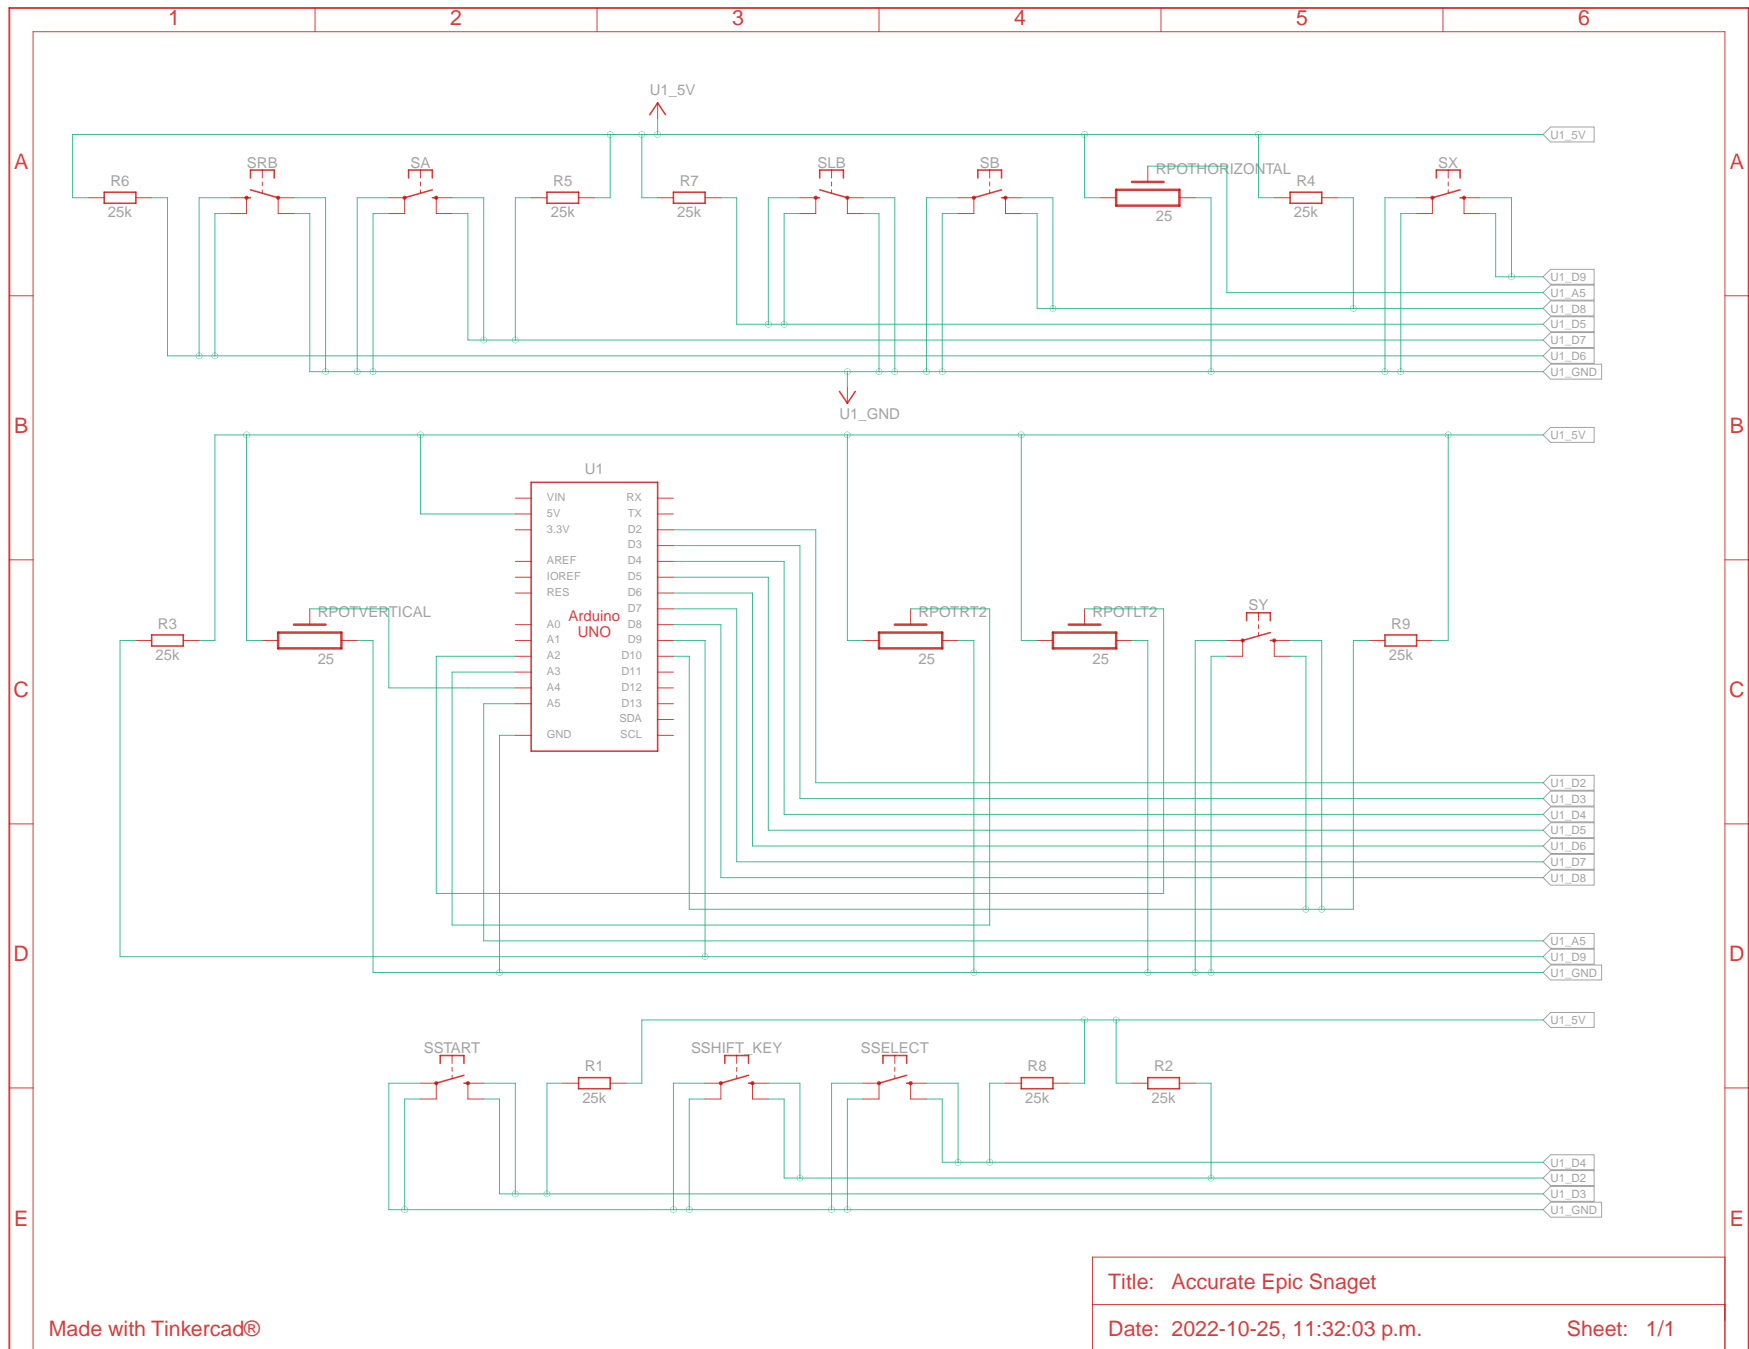 1 2 3 4 5 6
U1_5V
U1_5V
A A
SRB SA SLB SB RPOTHORIZONTAL SX
R6 R5 R7 R4
25k 25k 25k 25 25k
U1_D9
U1_A5
U1_D8
U1_D5
U1_D7
U1_D6
U1_GND
U1_GND
B B
U1_5V
U1
VIN RX
5V TX
3.3V D2
D3
AREF D4
IOREF D5
RES D6
D7
A0 D8
A1 D9
A2 D10
A3 D11
A4 D12
A5 D13
SDA
GND SCL
Arduino
UNO
R3 RPOTVERTICAL RPOTRT2 RPOTLT2 SY R9
25k 25 25 25 25k
C C
U1_D2
U1_D3
U1_D4
U1_D5
U1_D6
U1_D7
U1_D8
U1_A5
U1_D9
U1_GND
D D
U1_5V
SSTART SSHIFT_KEY SSELECT
R1 R8 R2
25k 25k 25k
U1_D4
U1_D2
U1_D3
U1_GND
E E
Title: Accurate Epic Snaget
Made with Tinkercad®
Date: 2022-10-25, 11:32:03 p.m. Sheet: 1/1